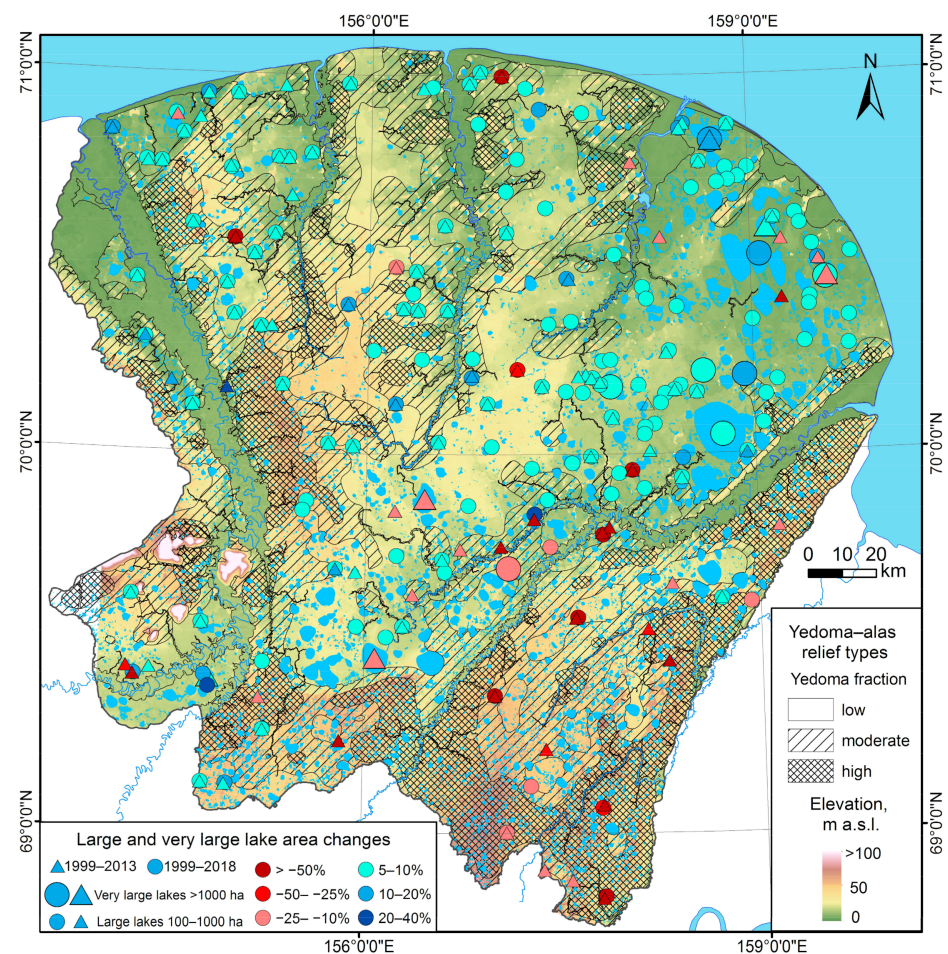 156°0'0"E 159°0'0"E
71°0'0"N 71°0'0"N
N
70°0'0"N 70°0'0"N
0 10 20
km
Yedoma–alas
relief types
Yedoma fraction
low
moderate
high
Elevation,
m a.s.l.
>100
50
0
69°0'0"N 69°0'0"N
Large and very large lake area changes
1999–2013 1999–2018 > −50% 5–10%
Very large lakes >1000 ha −50– −25% 10–20%
Large lakes 100–1000 ha −25– −10% 20–40%
156°0'0"E 159°0'0"E